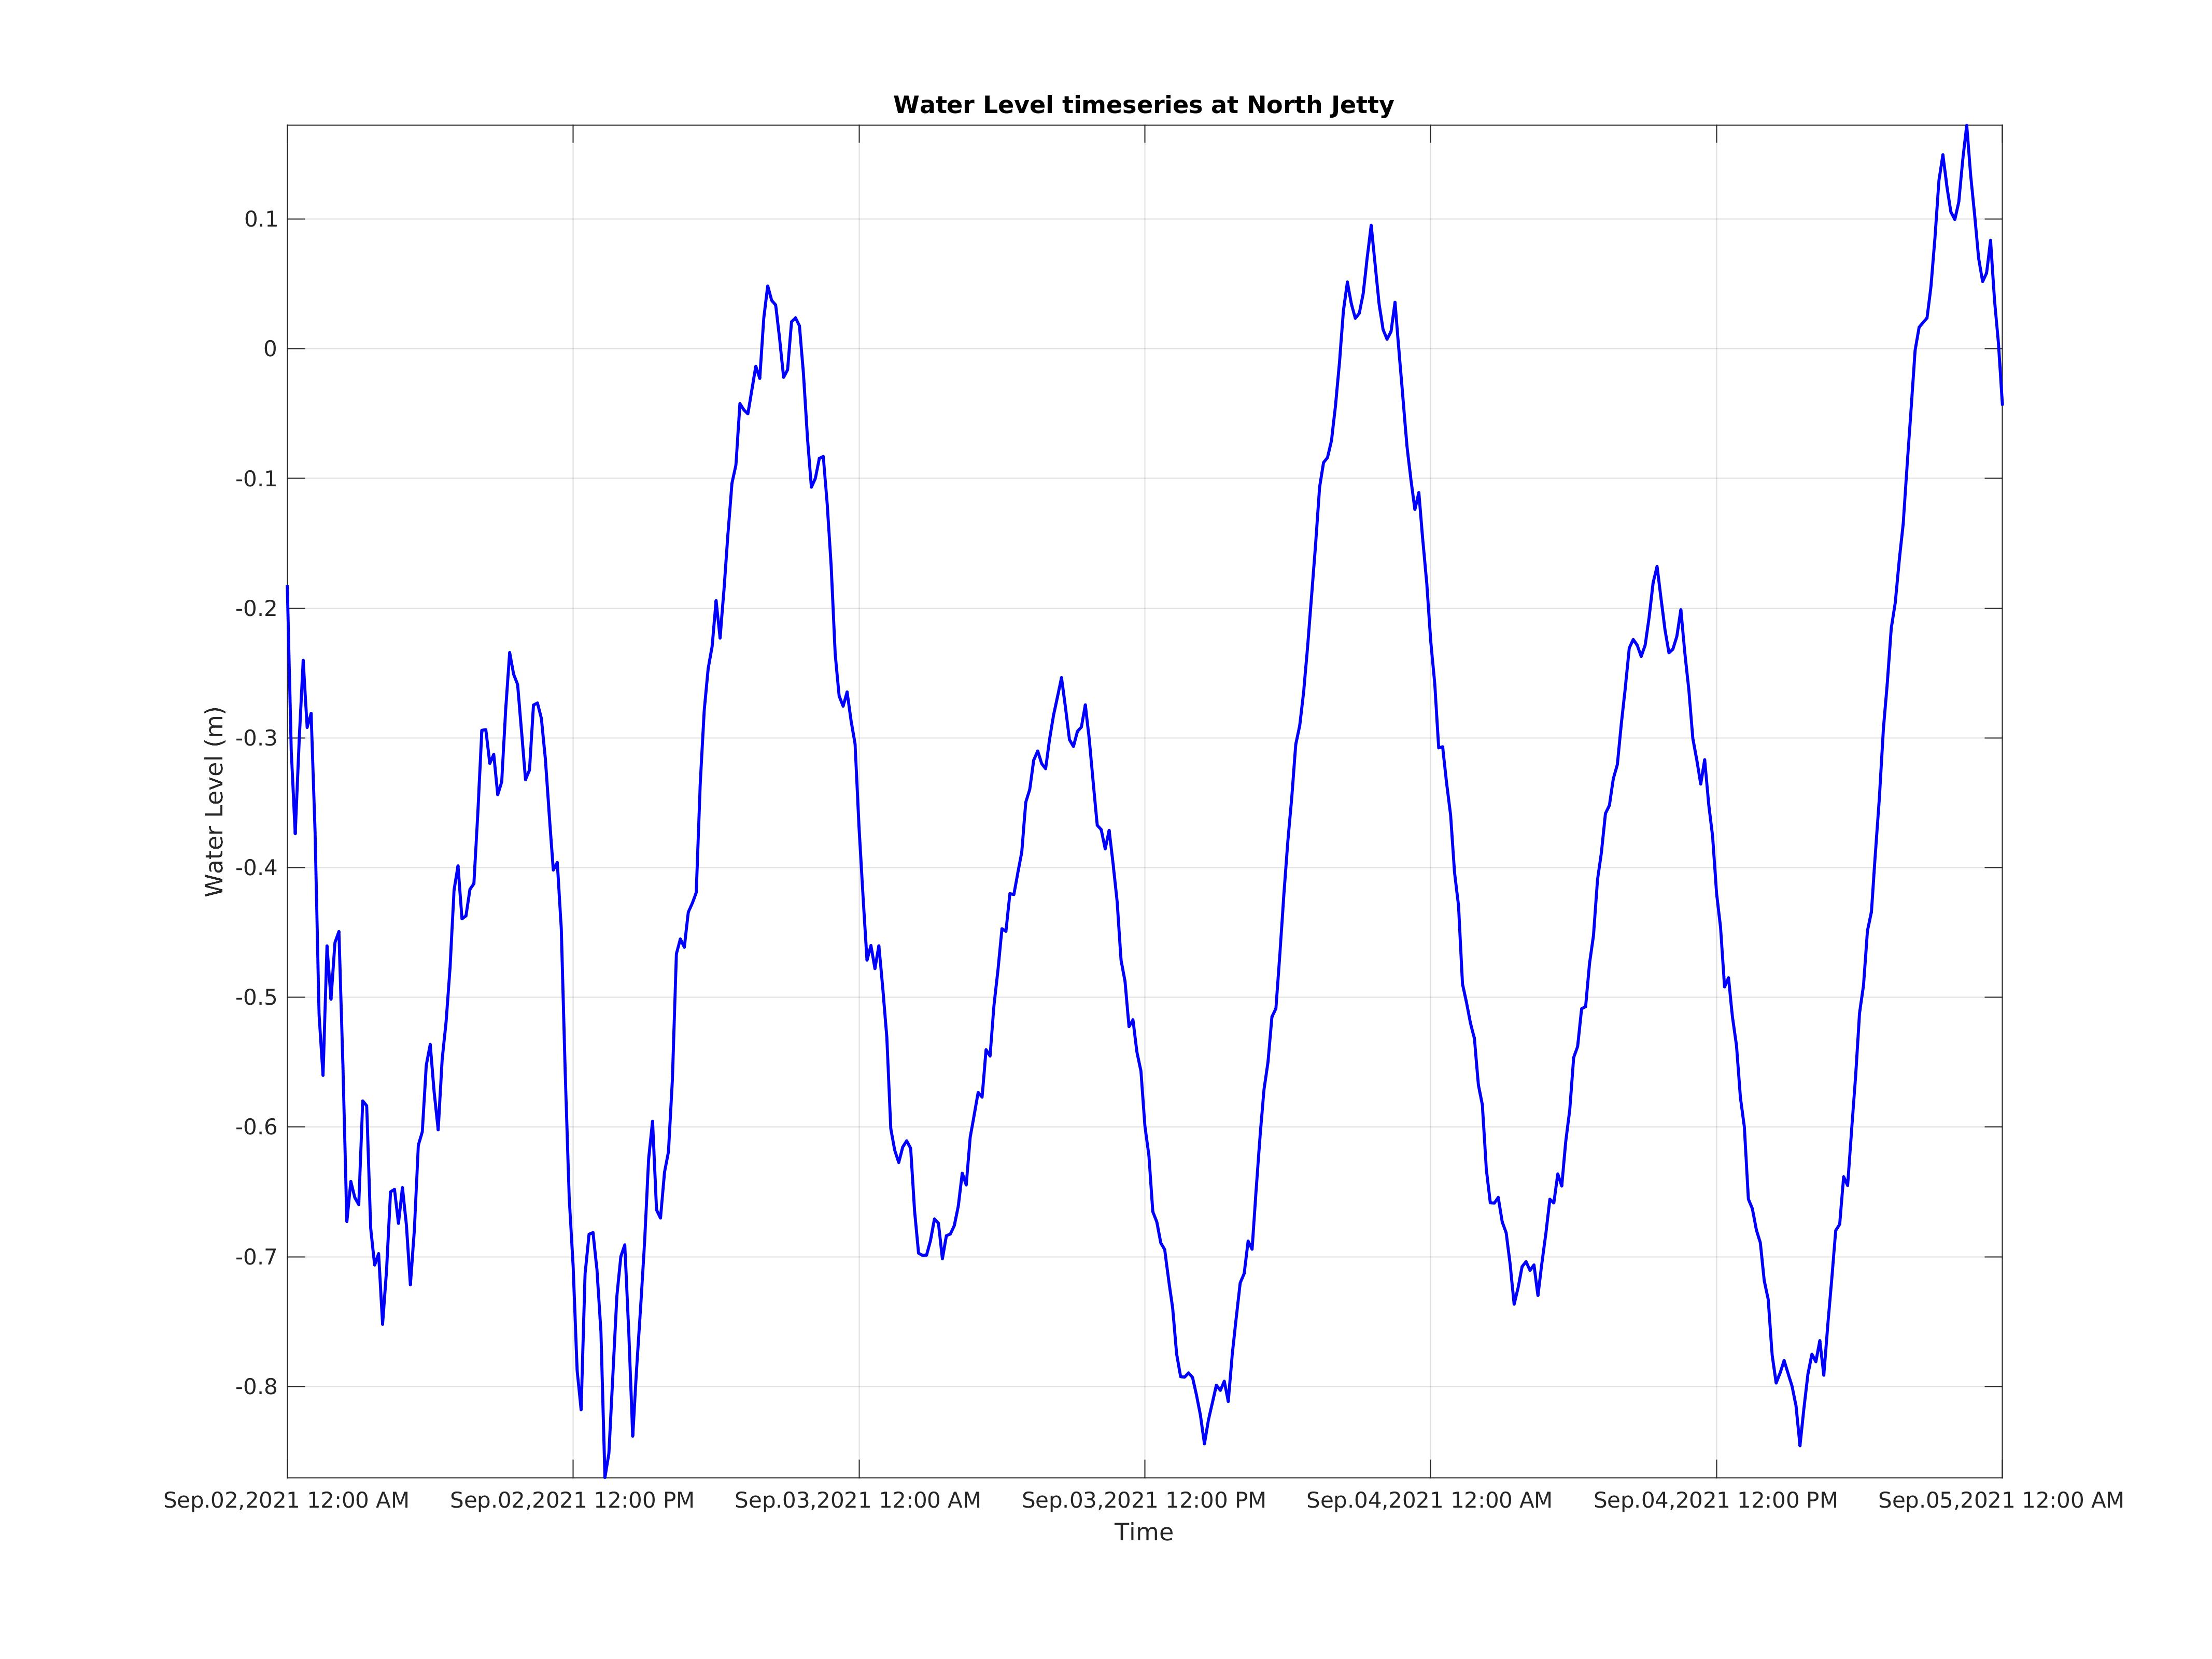 Water Level timeseries at North Jetty
0.1
0
-0.1
-0.2
-0.3
-0.4
-0.5
-0.6
-0.7
-0.8
Water Level (m)
Sep.02,2021 12:00 AM Sep.02,2021 12:00 PM Sep.03,2021 12:00 AM Sep.03,2021 12:00 PM Sep.04,2021 12:00 AM Sep.04,2021 12:00 PM Sep.05,2021 12:00 AM
Time